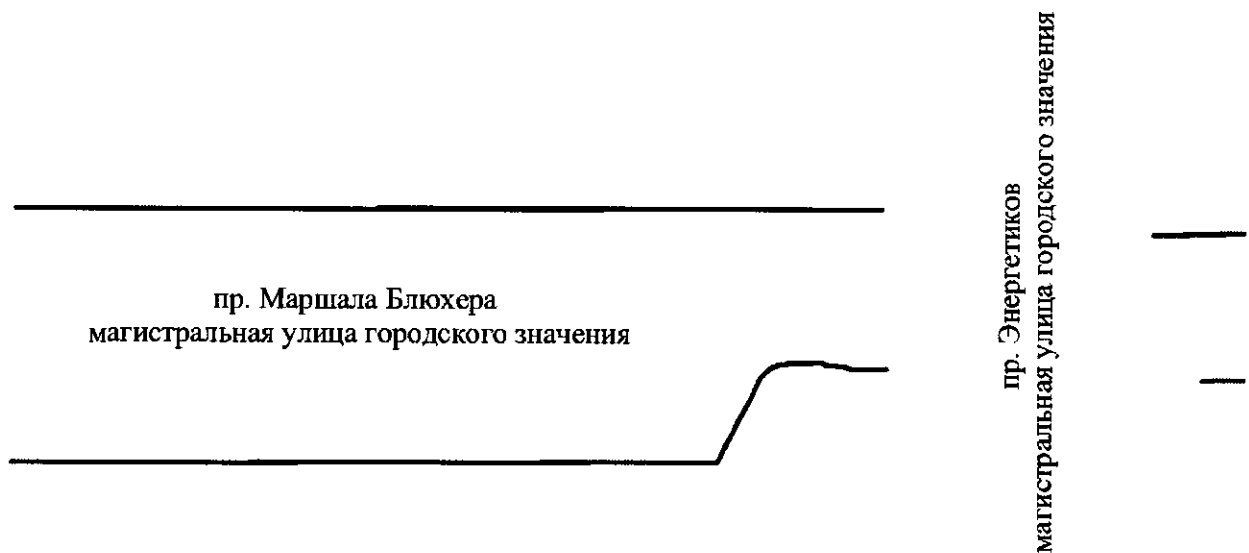 пр. Маршала Блюхера
магистральная улица городского значения
пр. Энергетиков
магистральная улица городского значения